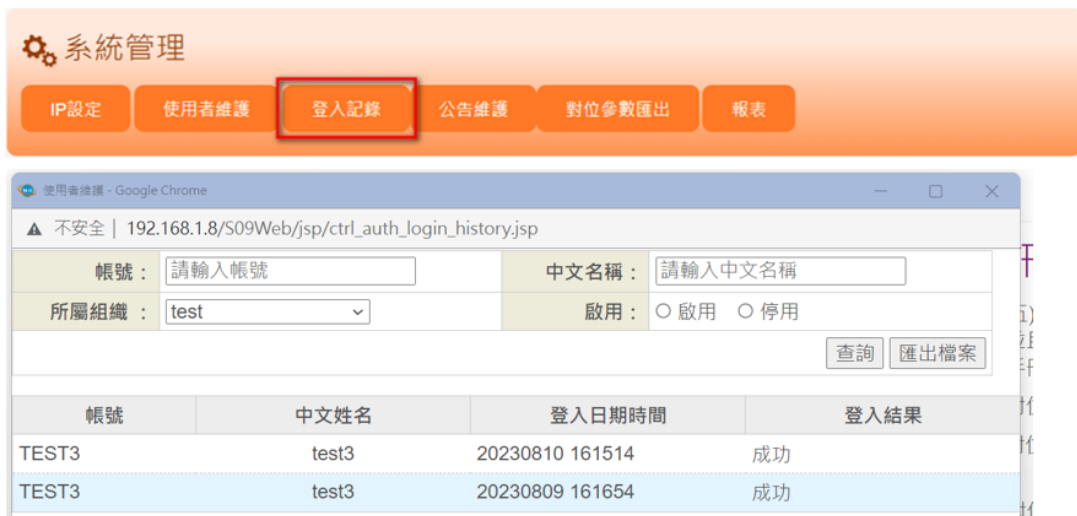 系統管理
IP設定 使用者維護 登入記錄 公告維護 對位參數匯出 報表
使用者維護 - Google Chrome
不安全 | 192.168.1.8/S09Web/jsp/ctrl_auth_login_history.jsp
帳號： 請輸入帳號 中文名稱： 請輸入中文名稱
所屬組織 ： test 啟用： 啟用 停用
查詢 匯出檔案
帳號 中文姓名 登入日期時間 登入結果
TEST3 test3 20230810 161514 成功
TEST3 test3 20230809 161654 成功